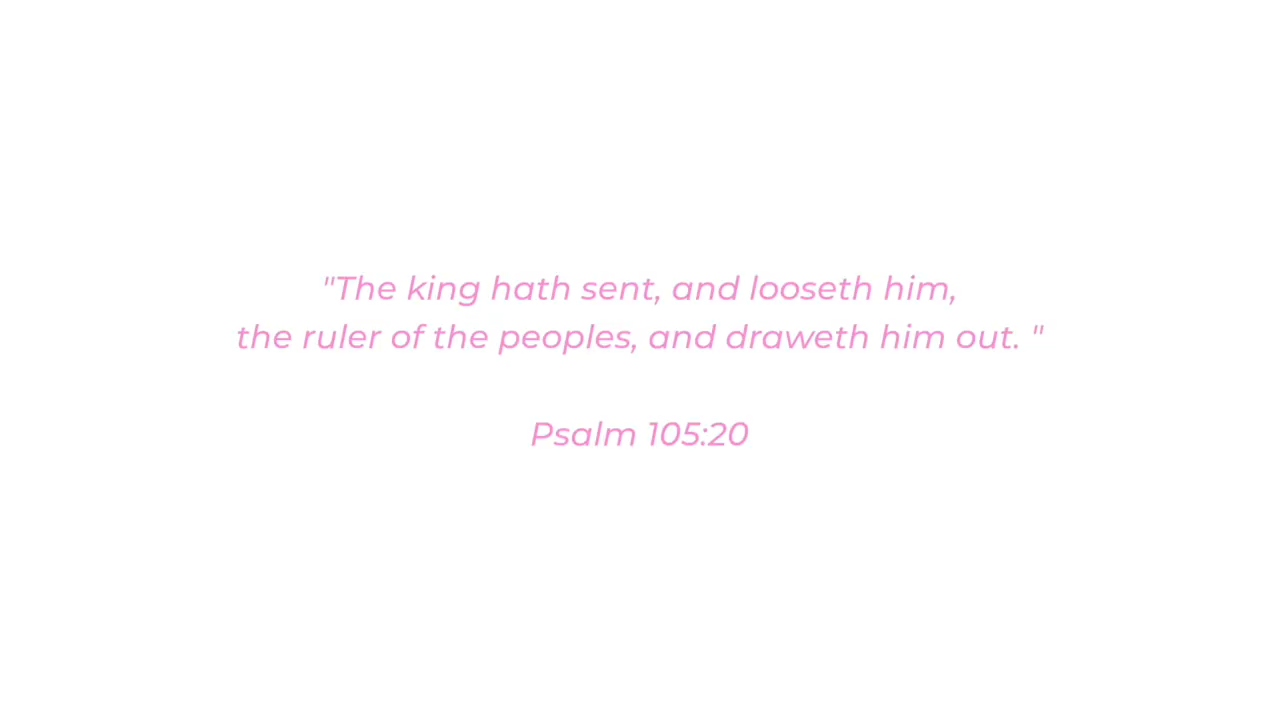 "The king hath sent, and looseth him,
the ruler of the peoples, and draweth him out. "
Psalm 105:20